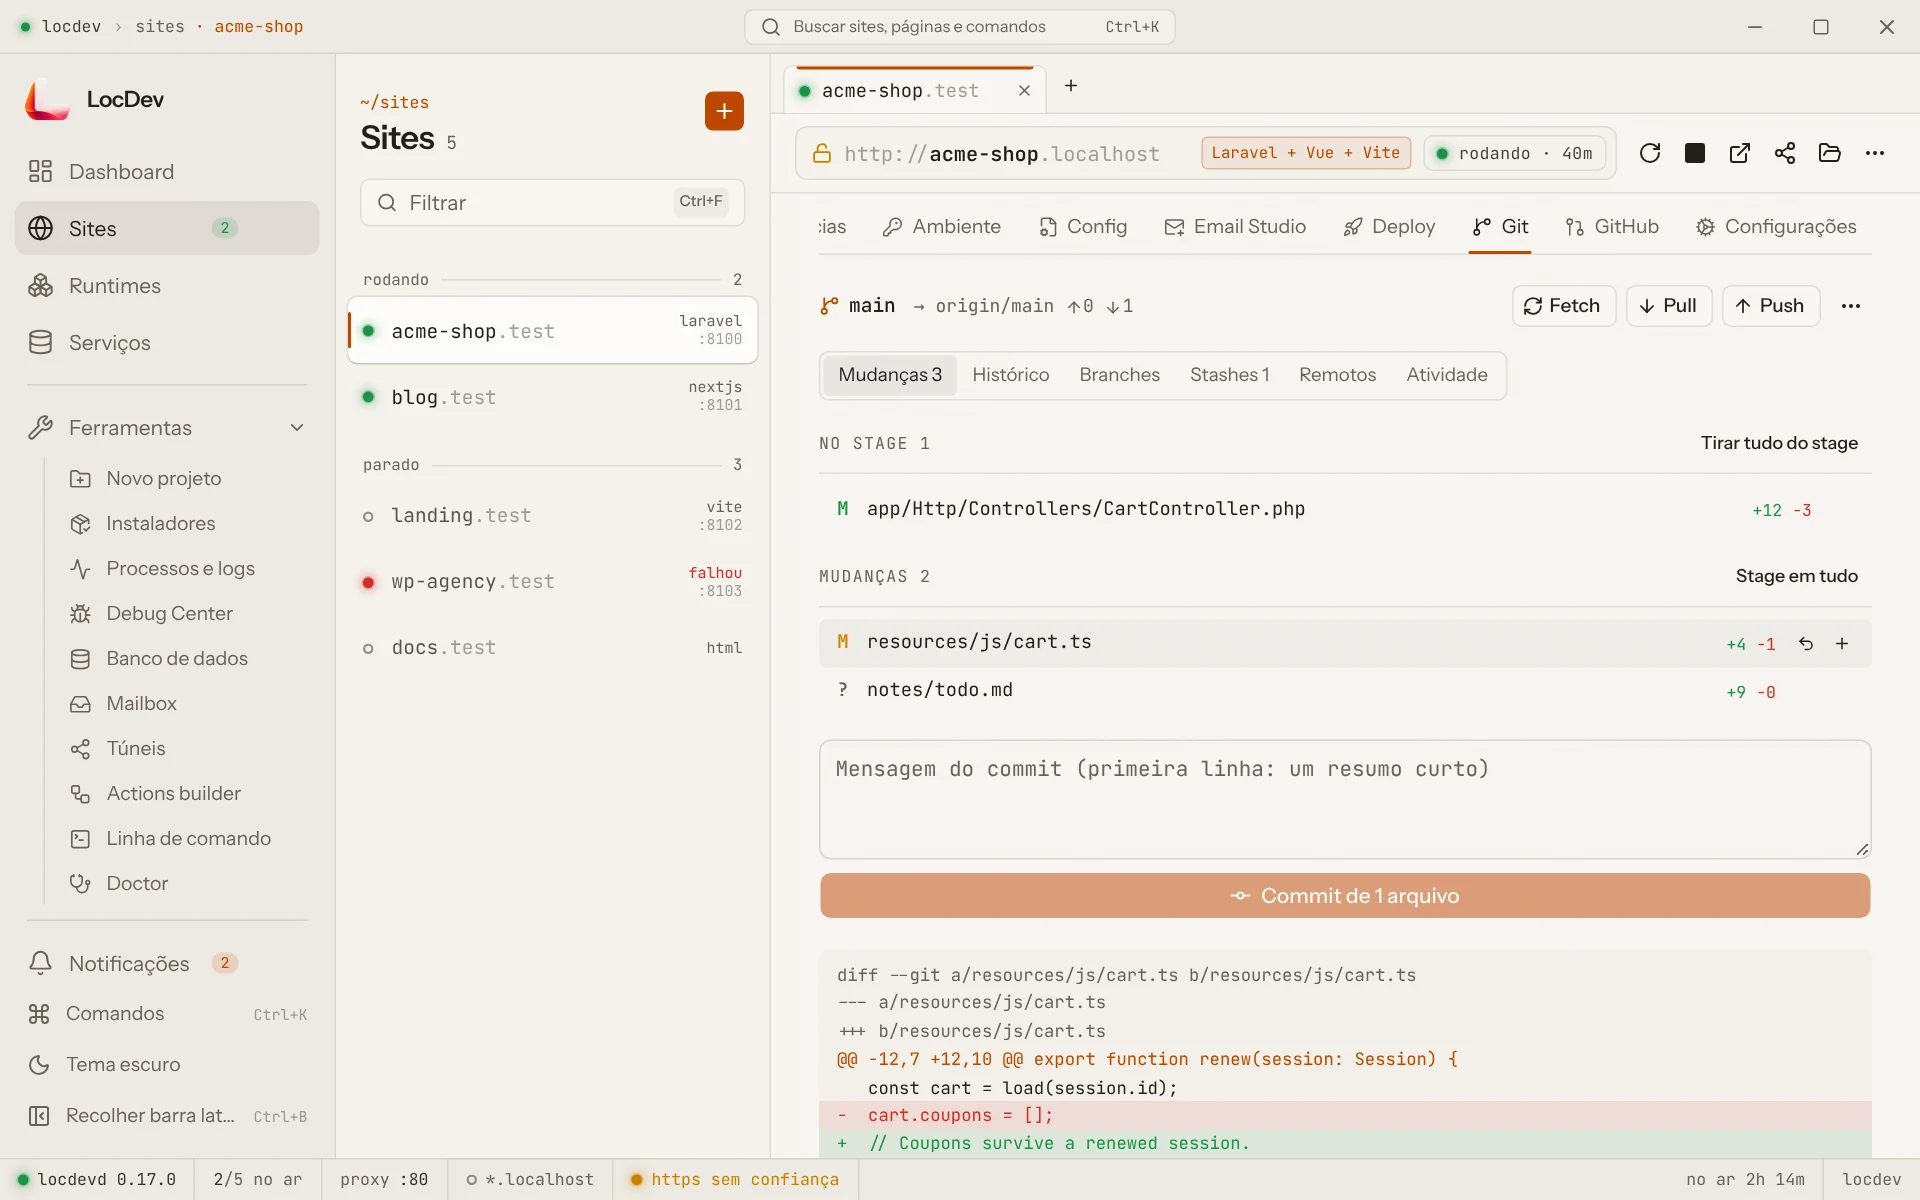 locdev › sites · acme-shop
Buscar sites, páginas e comandos Ctrl+K
LocDev
Dashboard
Sites 2
Runtimes
Serviços
Ferramentas
Novo projeto
Instaladores
Processos e logs
Debug Center
Banco de dados
Mailbox
Túneis
Actions builder
Linha de comando
Doctor
Notificações 2
Comandos Ctrl+K
Tema escuro
Recolher barra lat... Ctrl+B
~/sites
Sites 5
+
Filtrar Ctrl+F
rodando 2
acme-shop.test laravel :8100
blog.test nextjs :8101
parado 3
landing.test vite :8102
wp-agency.test falhou :8103
docs.test html
acme-shop.test × +
http://acme-shop.localhost Laravel + Vue + Vite rodando · 40m
cias Ambiente Config Email Studio Deploy Git GitHub Configurações
main → origin/main ↑0 ↓1 Fetch Pull Push
Mudanças 3 Histórico Branches Stashes 1 Remotos Atividade
NO STAGE 1 Tirar tudo do stage
M app/Http/Controllers/CartController.php +12 -3
MUDANÇAS 2 Stage em tudo
M resources/js/cart.ts +4 -1
? notes/todo.md +9 -0
Mensagem do commit (primeira linha: um resumo curto)
Commit de 1 arquivo
diff --git a/resources/js/cart.ts b/resources/js/cart.ts
--- a/resources/js/cart.ts
+++ b/resources/js/cart.ts
@@ -12,7 +12,10 @@ export function renew(session: Session) {
const cart = load(session.id);
- cart.coupons = [];
+ // Coupons survive a renewed session.
locdevd 0.17.0 2/5 no ar proxy :80 *.localhost https sem confiança no ar 2h 14m locdev